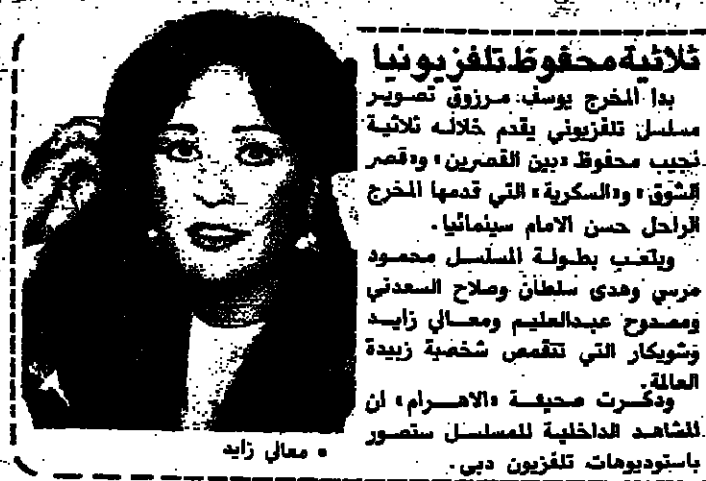 ثلاثية محفوظ تلفزيونيا
بدا المخرج يوسف مرزوق تصوير
مسلسل تلفزيوني يقدم خلاله ثلاثية
نجيب محفوظ «بين القصرين» و«قصر
الشوق» و«السكرية» التي قدمها المخرج
الراحل حسن الامام سينمائيا.
ويلعب بطولة المسلسل محمود
مرسي وهدى سلطان وصلاح السعدني
وممدوح عبدالعليم ومعالي زايد
وشويكار التي تتقمص شخصية زبيدة
العالمة.
وذكرت صحيفة «الاهرام» ان
المشاهد الداخلية للمسلسل ستصور
باستوديوهات تلفزيون دبي.
▪ معالي زايد